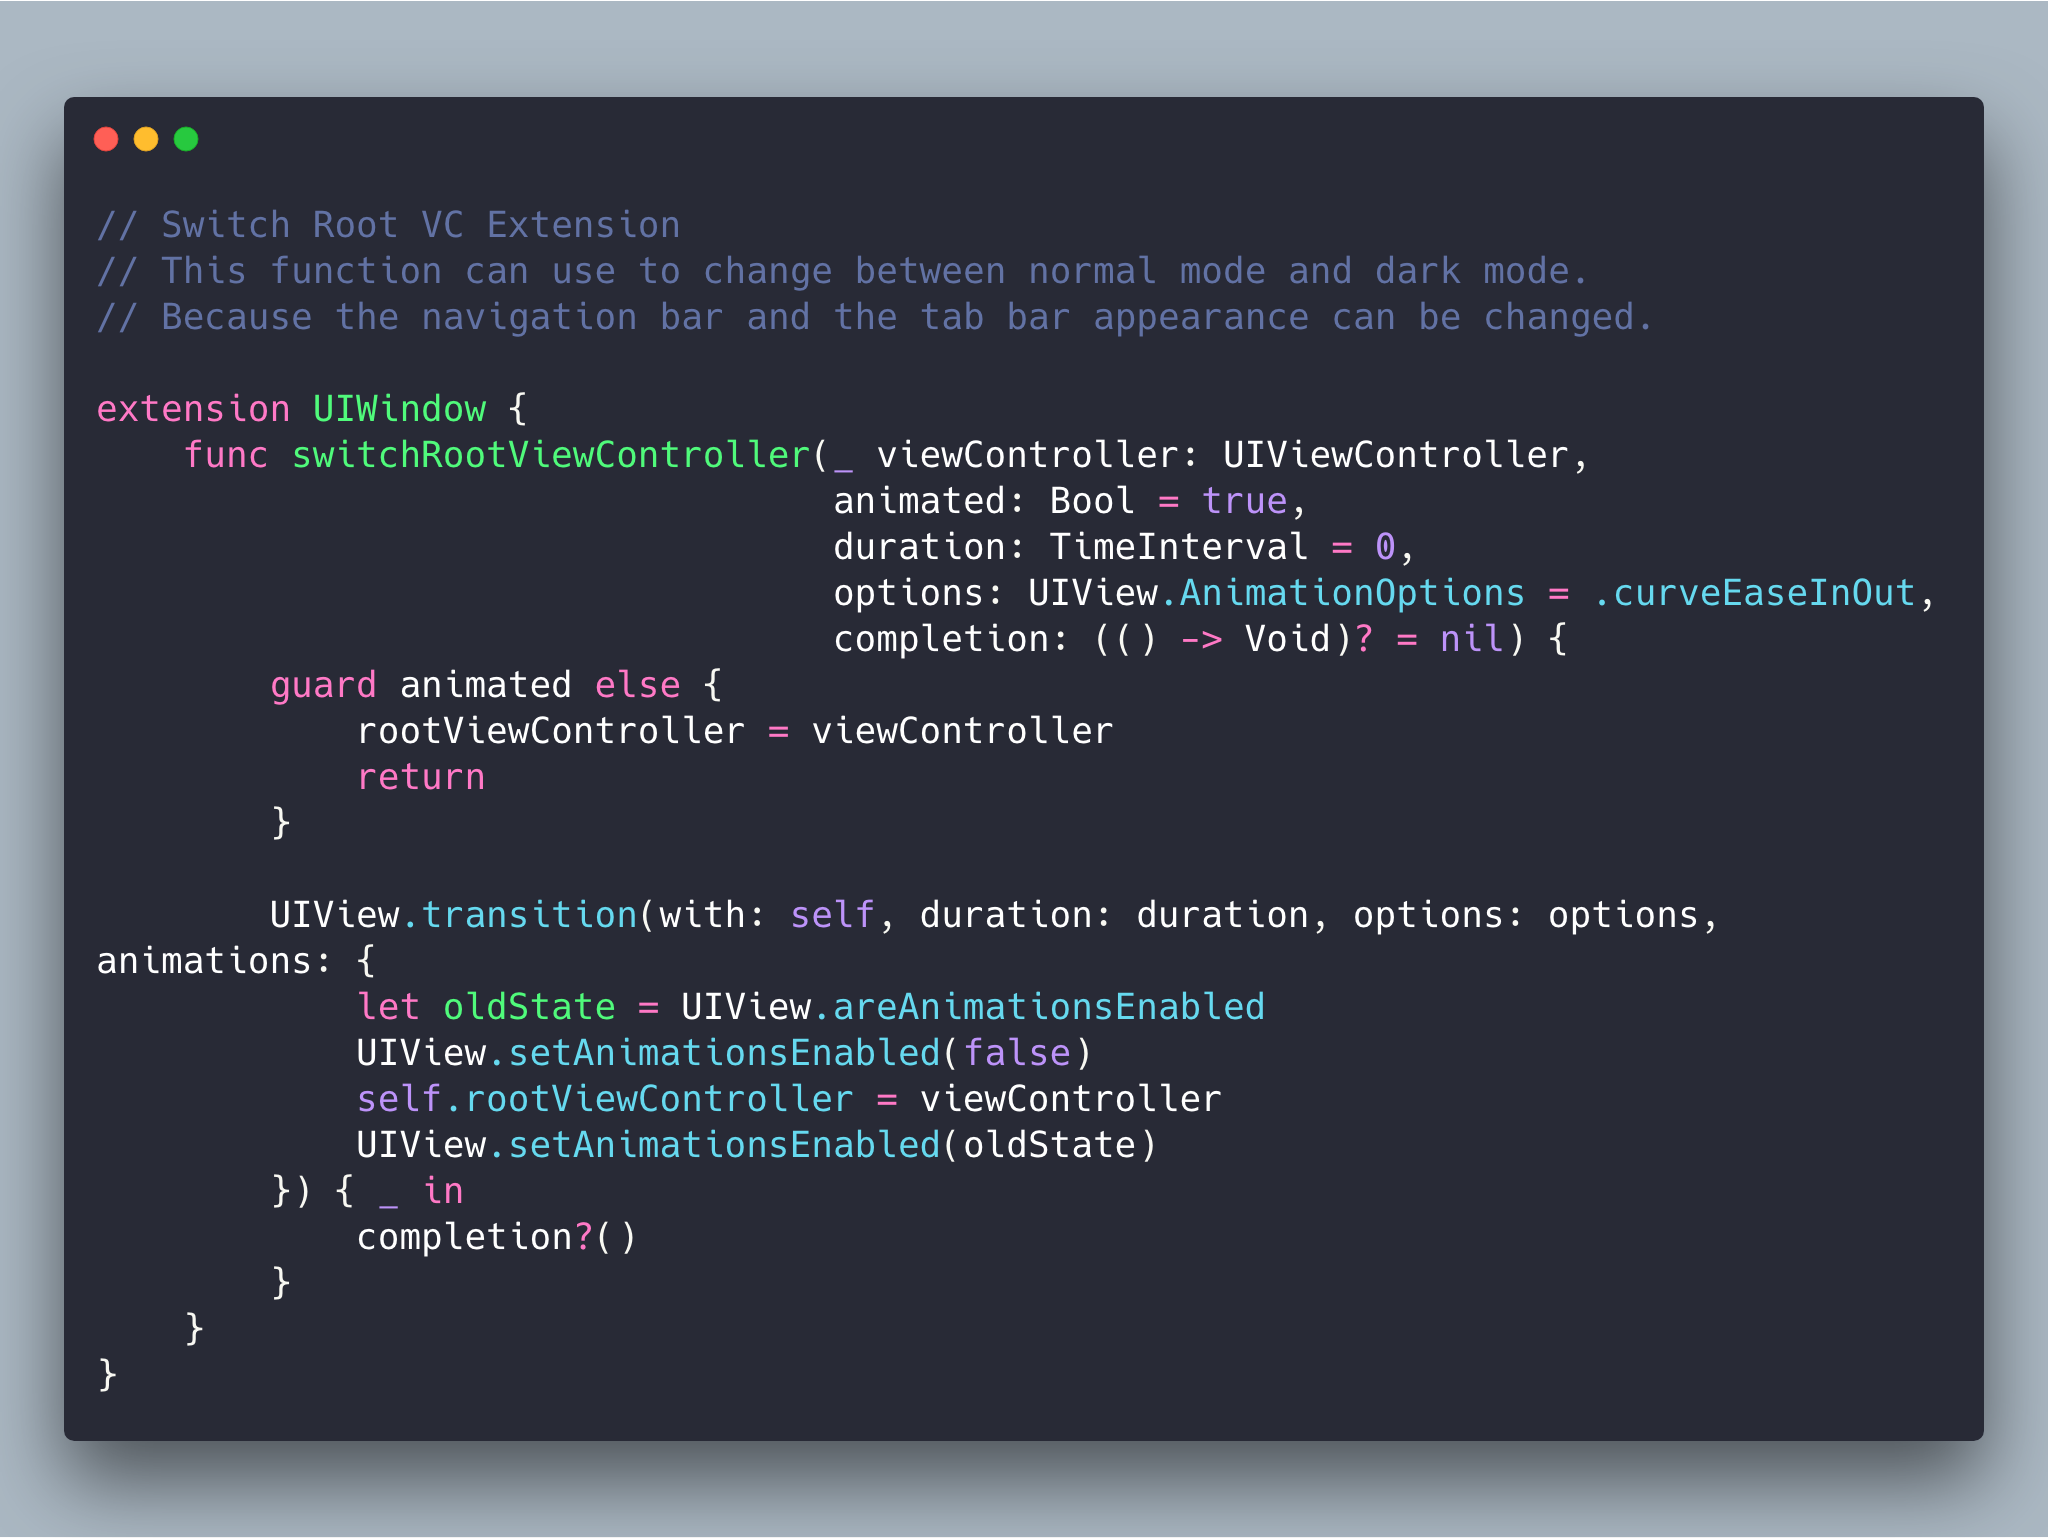 // Switch Root VC Extension
// This function can use to change between normal mode and dark mode.
// Because the navigation bar and the tab bar appearance can be changed.

extension UIWindow {
    func switchRootViewController(_ viewController: UIViewController,
                                  animated: Bool = true,
                                  duration: TimeInterval = 0,
                                  options: UIView.AnimationOptions = .curveEaseInOut,
                                  completion: (() -> Void)? = nil) {
        guard animated else {
            rootViewController = viewController
            return
        }

        UIView.transition(with: self, duration: duration, options: options,
animations: {
            let oldState = UIView.areAnimationsEnabled
            UIView.setAnimationsEnabled(false)
            self.rootViewController = viewController
            UIView.setAnimationsEnabled(oldState)
        }) { _ in
            completion?()
        }
    }
}